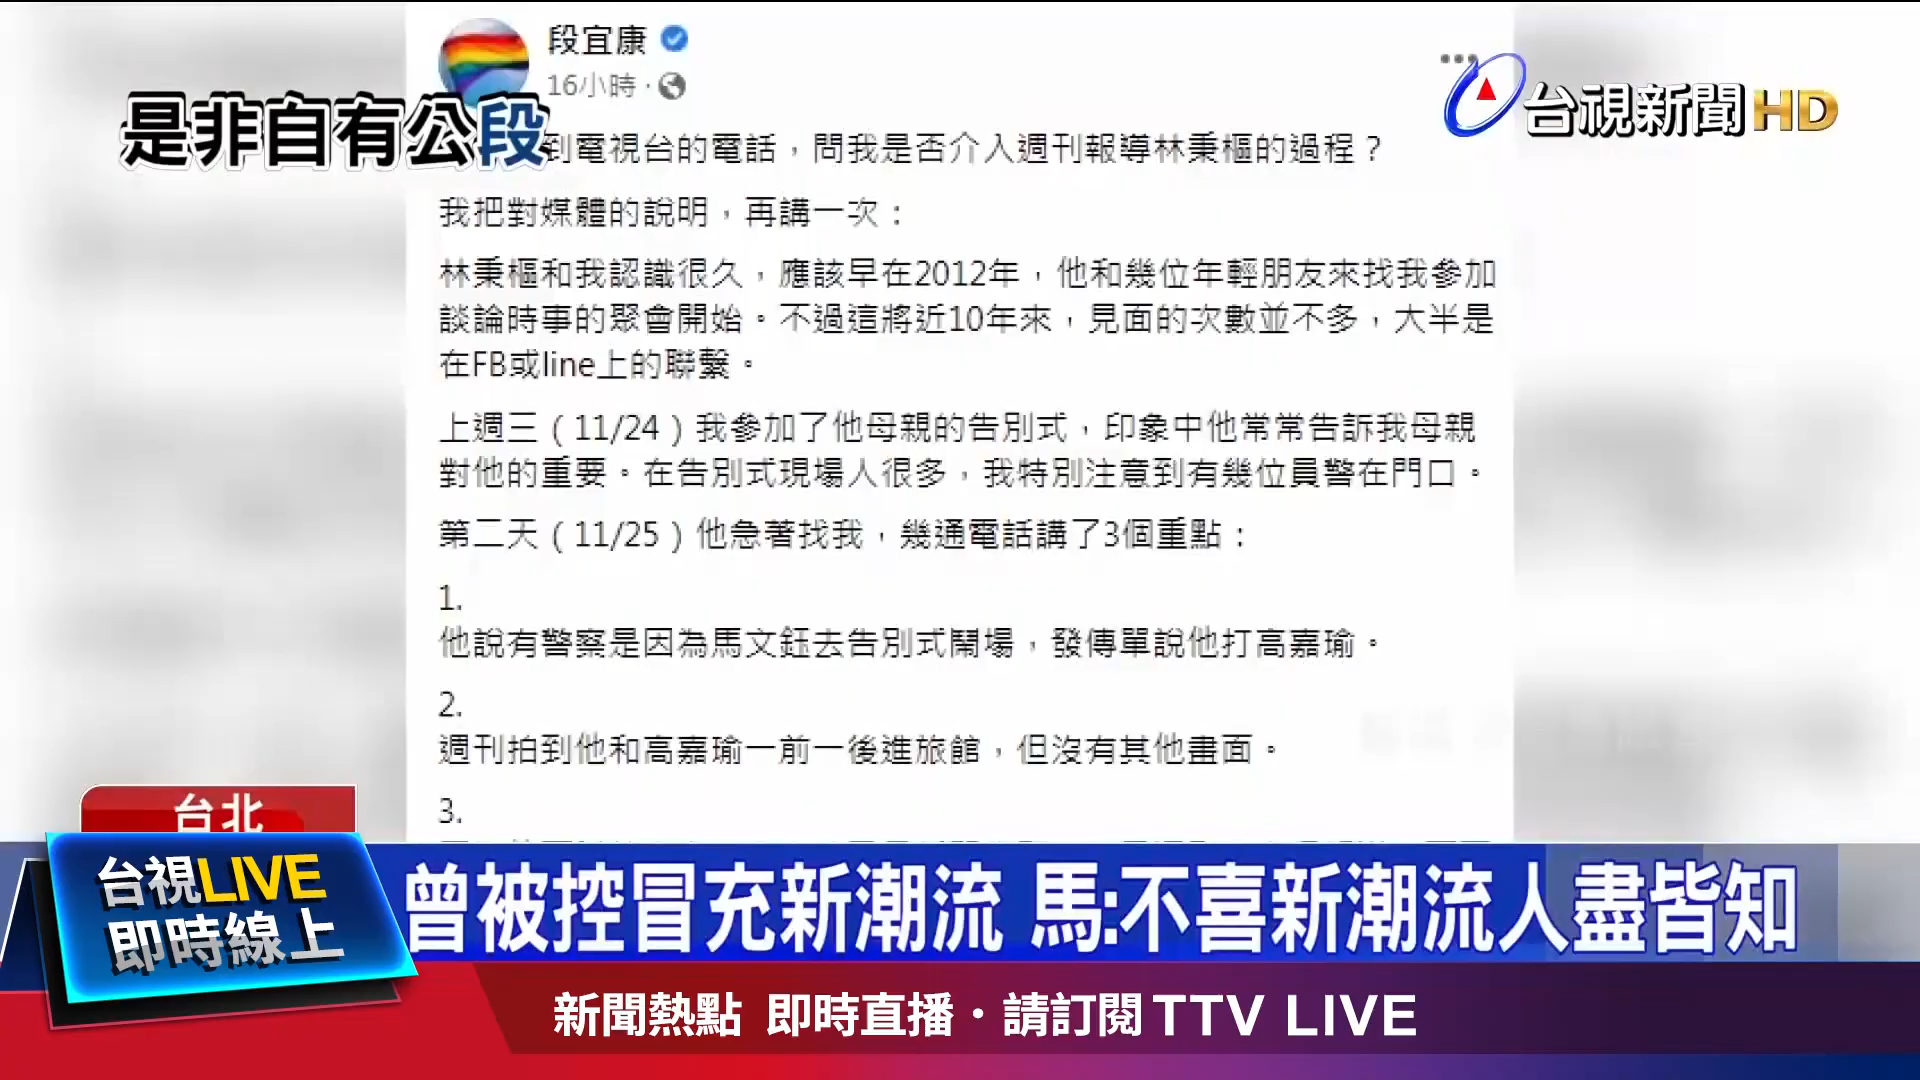 段宜康
16小時
台視新聞HD
是非自有公段
到電視台的電話，問我是否介入週刊報導林秉樞的過程？
我把對媒體的說明，再講一次：
林秉樞和我認識很久，應該早在2012年，他和幾位年輕朋友來找我參加
談論時事的聚會開始。不過這將近10年來，見面的次數並不多，大半是
在FB或line上的聯繫。
上週三（11/24）我參加了他母親的告別式，印象中他常常告訴我母親
對他的重要。在告別式現場人很多，我特別注意到有幾位員警在門口。
第二天（11/25）他急著找我，幾通電話講了3個重點：
1.
他說有警察是因為馬文鈺去告別式鬧場，發傳單說他打高嘉瑜。
2.
週刊拍到他和高嘉瑜一前一後進旅館，但沒有其他畫面。
3.
台北
台視LIVE
即時線上
曾被控冒充新潮流 馬:不喜新潮流人盡皆知
新聞熱點 即時直播・請訂閱TTV LIVE